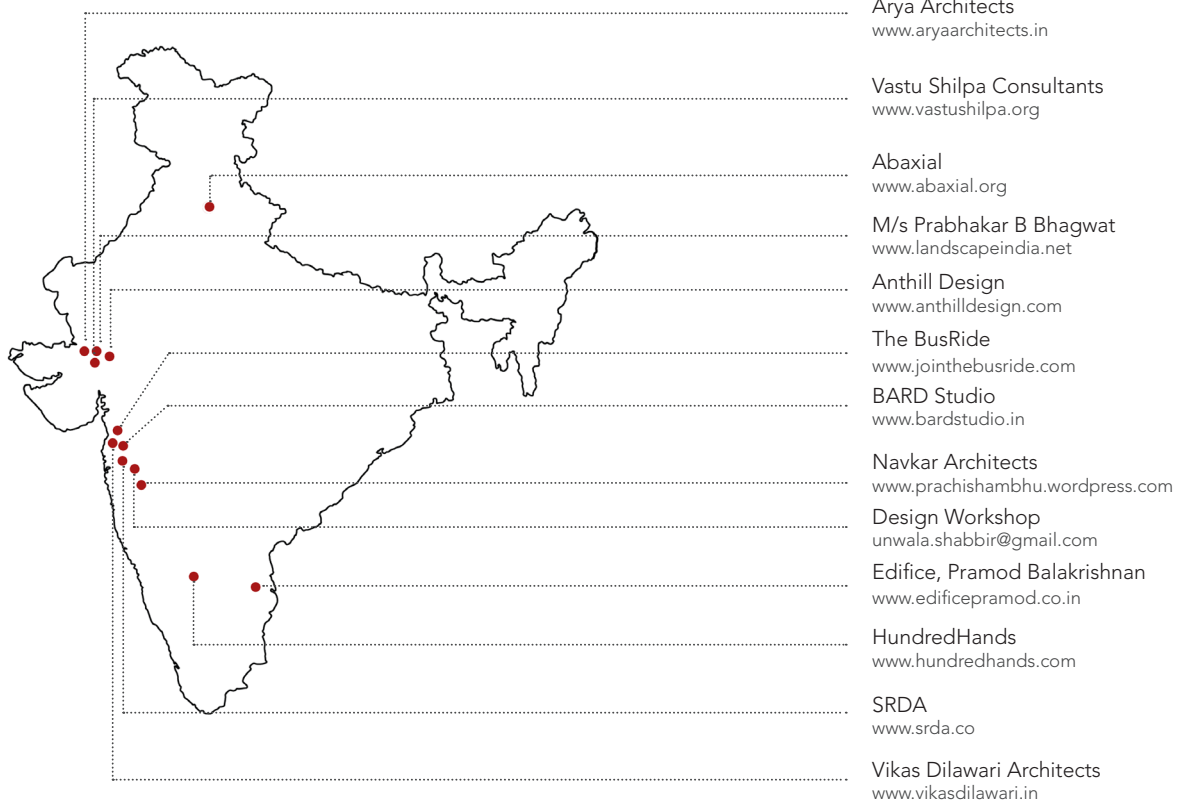 Arya Architects
www.aryaarchitects.in
Vastu Shilpa Consultants
www.vastushilpa.org
Abaxial
www.abaxial.org
M/s Prabhakar B Bhagwat
www.landscapeindia.net
Anthill Design
www.anthilldesign.com
The BusRide
www.jointhebusride.com
BARD Studio
www.bardstudio.in
Navkar Architects
www.prachishambhu.wordpress.com
Design Workshop
unwala.shabbir@gmail.com
Edifice, Pramod Balakrishnan
www.edificepramod.co.in
HundredHands
www.hundredhands.com
SRDA
www.srda.co
Vikas Dilawari Architects
www.vikasdilawari.in